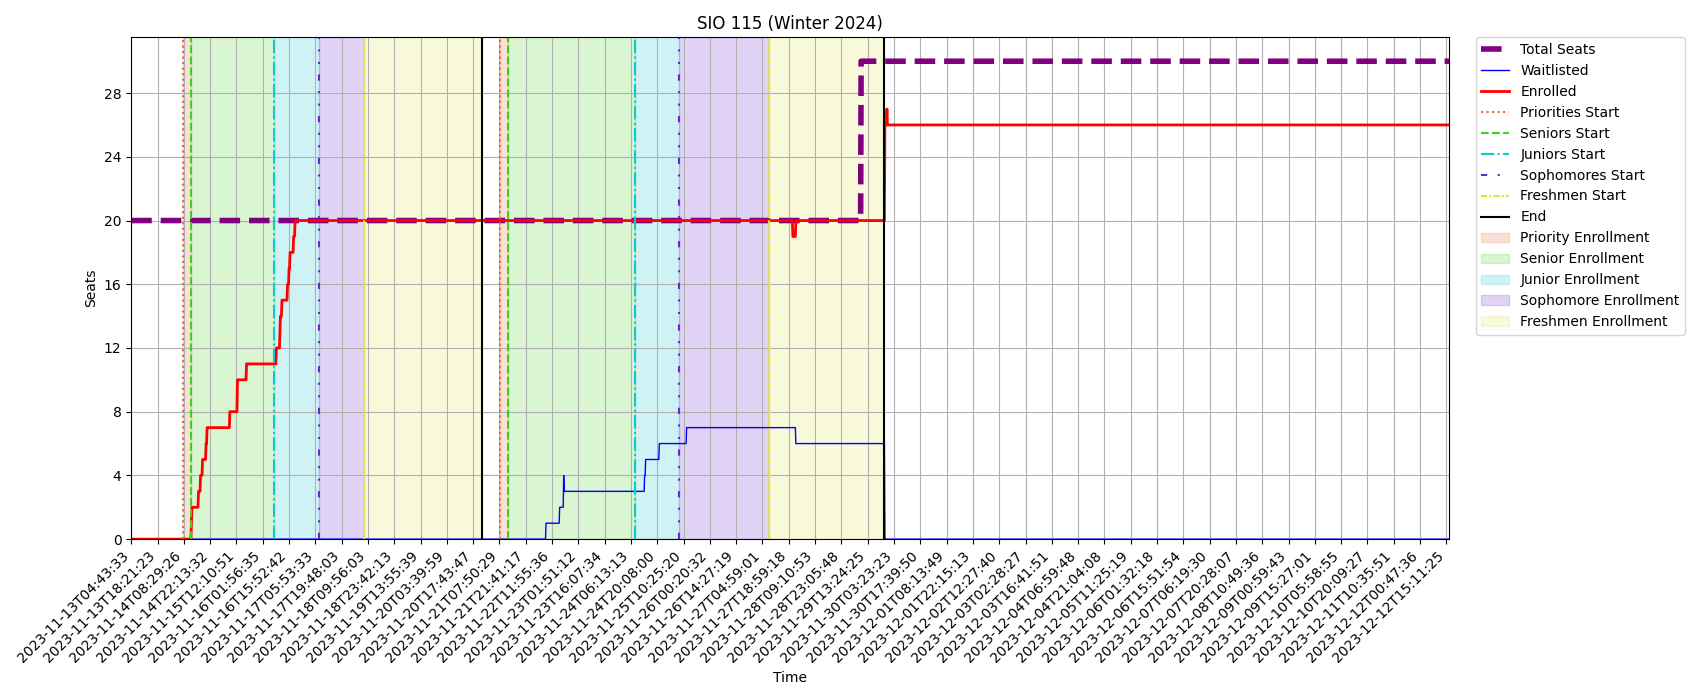 SIO 115 (Winter 2024)
Total Seats
Waitlisted
Enrolled
Priorities Start
Seniors Start
Juniors Start
Sophomores Start
Freshmen Start
End
Priority Enrollment
Senior Enrollment
Junior Enrollment
Sophomore Enrollment
Freshmen Enrollment
Seats
28
24
20
16
12
8
4
0
2023-11-13T04:43:33
2023-11-13T18:21:23
2023-11-14T08:29:26
2023-11-14T22:13:32
2023-11-15T12:10:51
2023-11-16T01:56:35
2023-11-16T15:52:42
2023-11-17T05:53:33
2023-11-17T19:48:03
2023-11-18T09:56:03
2023-11-18T23:42:13
2023-11-19T13:55:39
2023-11-20T03:39:59
2023-11-20T17:43:47
2023-11-21T07:50:29
2023-11-21T21:41:17
2023-11-22T11:55:36
2023-11-23T01:51:12
2023-11-23T16:07:34
2023-11-24T06:13:13
2023-11-24T20:08:00
2023-11-25T10:25:20
2023-11-26T00:20:32
2023-11-26T14:27:19
2023-11-27T04:59:01
2023-11-27T18:59:18
2023-11-28T09:10:53
2023-11-28T23:05:48
2023-11-29T13:24:25
2023-11-30T03:23:23
2023-11-30T17:39:50
2023-12-01T08:13:49
2023-12-01T22:15:13
2023-12-02T12:27:40
2023-12-03T02:28:27
2023-12-03T16:41:51
2023-12-04T06:59:48
2023-12-04T21:04:08
2023-12-05T11:25:19
2023-12-06T01:32:18
2023-12-06T15:51:54
2023-12-07T06:19:30
2023-12-07T20:28:07
2023-12-08T10:49:36
2023-12-09T00:59:43
2023-12-09T15:27:01
2023-12-10T05:58:55
2023-12-10T20:09:27
2023-12-11T10:35:51
2023-12-12T00:47:36
2023-12-12T15:11:25
Time